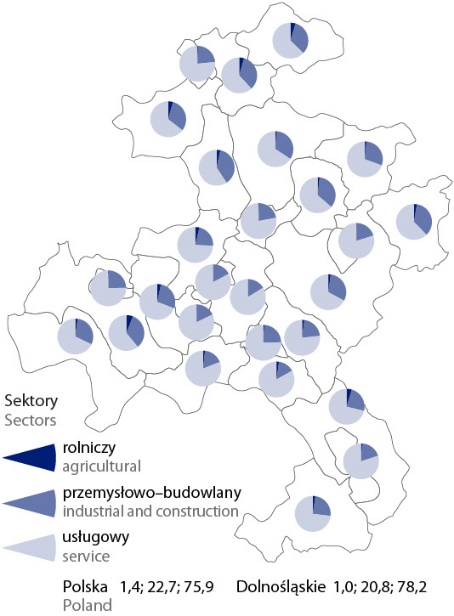 Sektory
Sectors
rolniczy
agricultural
przemysłowo–budowlany
industrial and construction
usługowy
service
Polska 1,4; 22,7; 75,9 Dolnośląskie 1,0; 20,8; 78,2
Poland